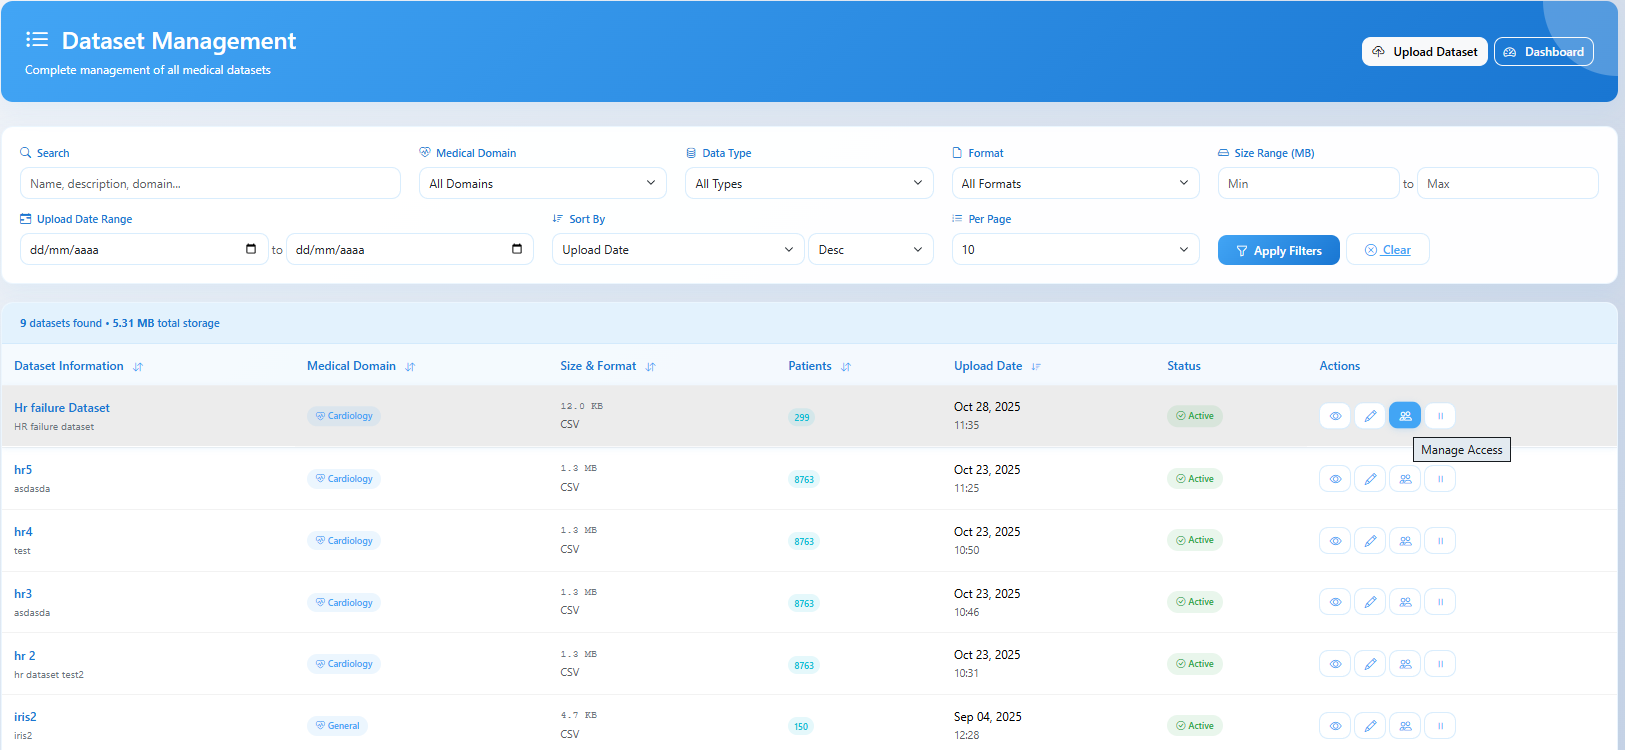 Dataset Management
Complete management of all medical datasets
Upload Dataset
Dashboard
Search
Medical Domain
Data Type
Format
Size Range (MB)
Name, description, domain...
All Domains
All Types
All Formats
Min to Max
Upload Date Range
Sort By
Per Page
dd/mm/aaaa to dd/mm/aaaa
Upload Date
Desc
10
Apply Filters
Clear
9 datasets found • 5.31 MB total storage
Dataset Information Medical Domain Size & Format Patients Upload Date Status Actions
Hr failure Dataset
HR failure dataset
Cardiology
12.0 KB
CSV
299
Oct 28, 2025
11:35
Active
Manage Access
hr5
asdasda
Cardiology
1.3 MB
CSV
8763
Oct 23, 2025
11:25
Active
hr4
test
Cardiology
1.3 MB
CSV
8763
Oct 23, 2025
10:50
Active
hr3
asdasda
Cardiology
1.3 MB
CSV
8763
Oct 23, 2025
10:46
Active
hr 2
hr dataset test2
Cardiology
1.3 MB
CSV
8763
Oct 23, 2025
10:31
Active
iris2
iris2
General
4.7 KB
CSV
150
Sep 04, 2025
12:28
Active